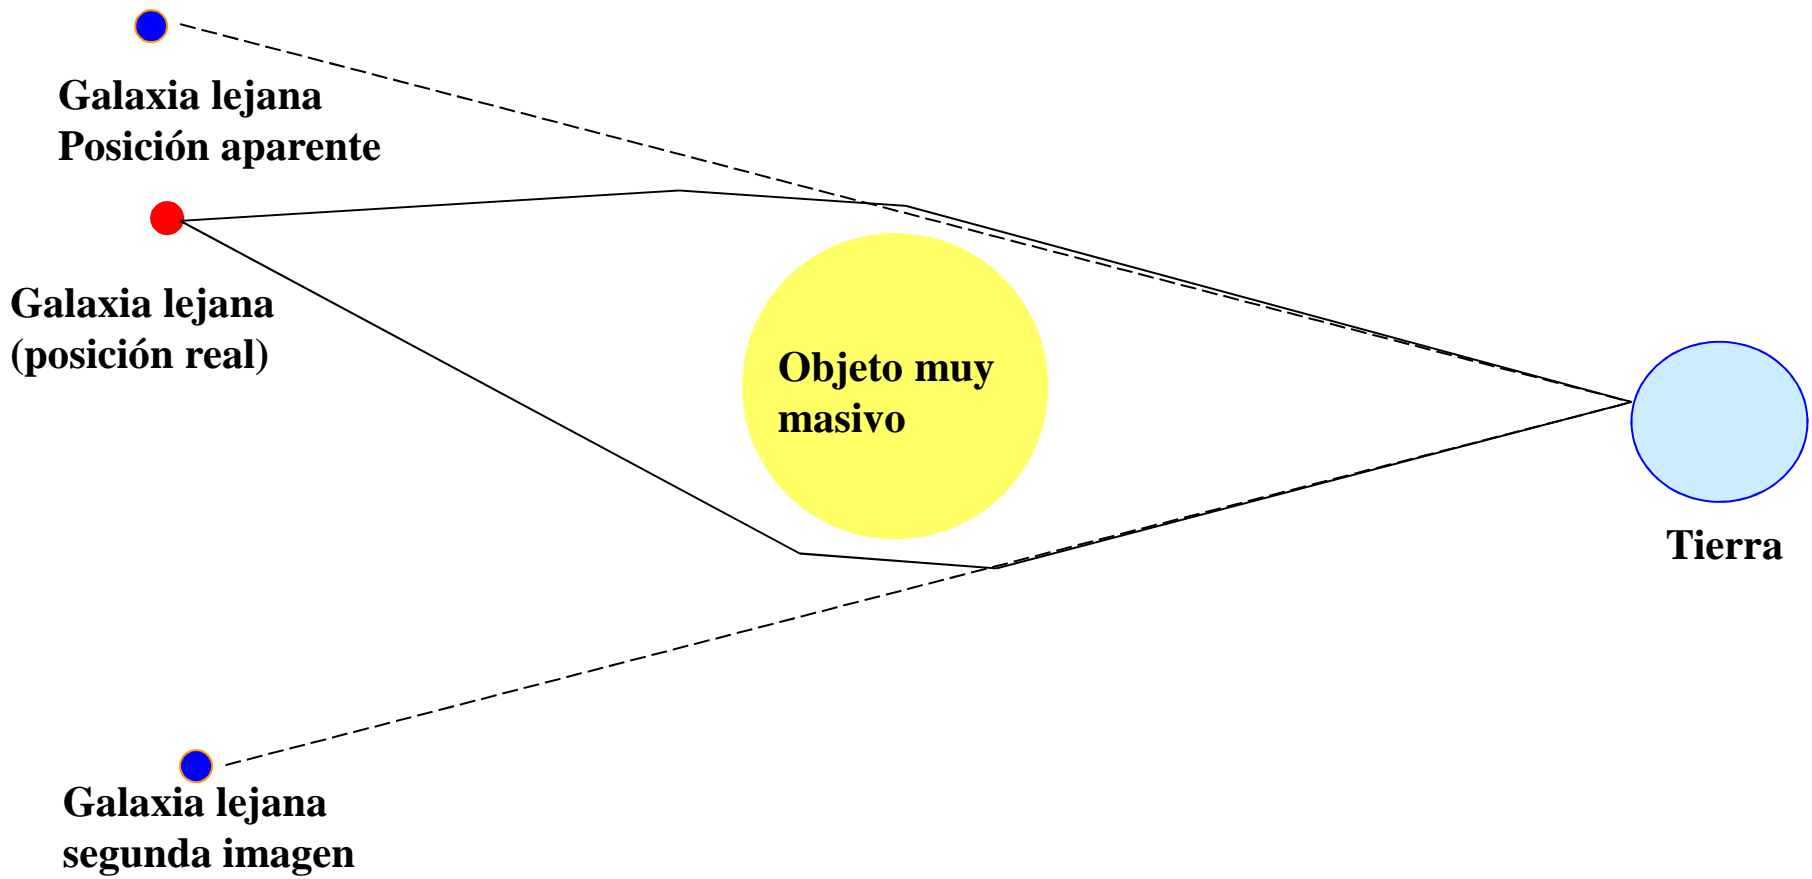 Galaxia lejana
Posición aparente
Galaxia lejana
(posición real)
Objeto muy
masivo
Tierra
Galaxia lejana
segunda imagen